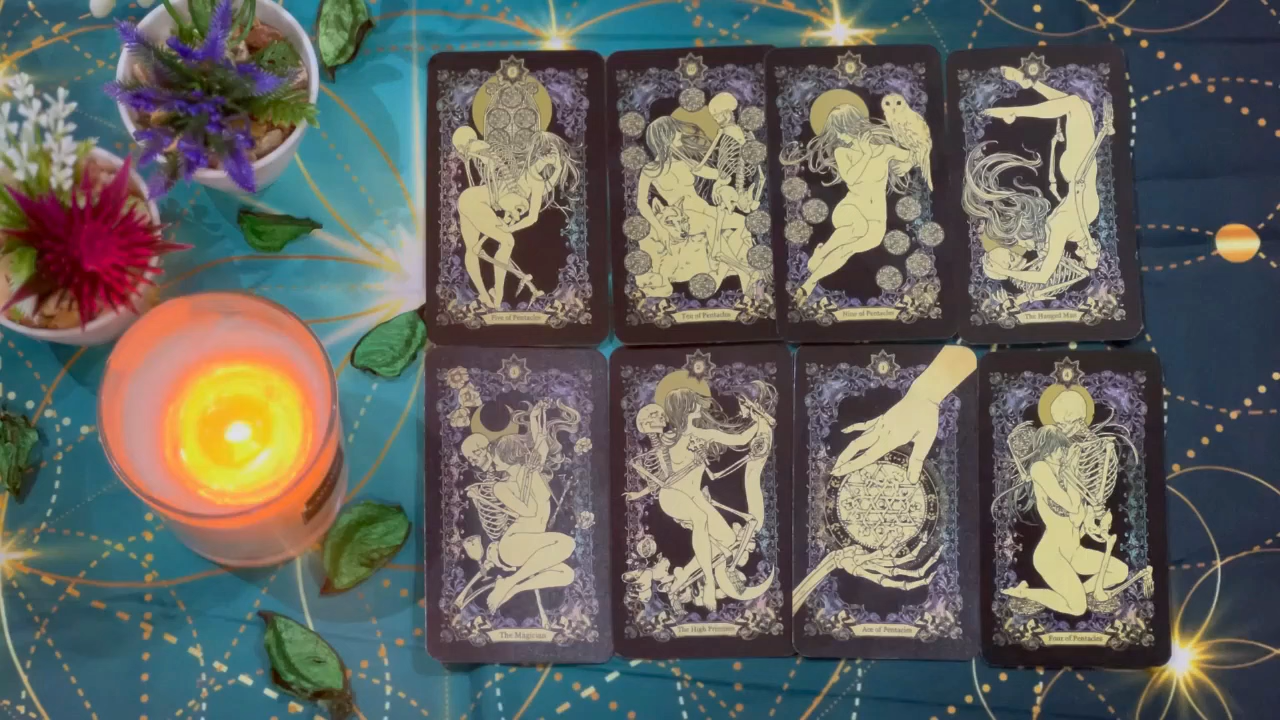 Five of Pentacles
Ten of Pentacles
Nine of Pentacles
The Hanged Man
The Magician
The High Priestess
Ace of Pentacles
Four of Pentacles